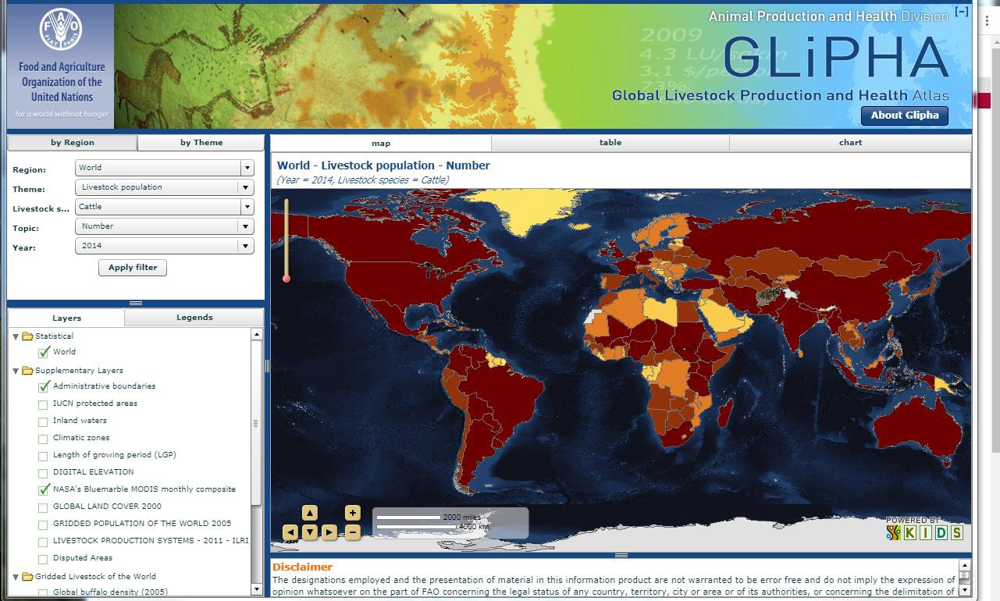 FAO
FIAT PANIS
Food and Agriculture
Organization of the
United Nations
for a world without hunger
Animal Production and Health Division
[-]
2009
4.3 LU/sqkm
3.1 $/person
73%
GLiPHA
Global Livestock Production and Health Atlas
About Glipha
by Region
by Theme
Region:
World
Theme:
Livestock population
Livestock s...
Cattle
Topic:
Number
Year:
2014
Apply filter
Layers
Legends
Statistical
World
Supplementary Layers
Administrative boundaries
IUCN protected areas
Inland waters
Climatic zones
Length of growing period (LGP)
DIGITAL ELEVATION
NASA's Bluemarble MODIS monthly composite
GLOBAL LAND COVER 2000
GRIDDED POPULATION OF THE WORLD 2005
LIVESTOCK PRODUCTION SYSTEMS - 2011 - ILRI
Disputed Areas
Gridded Livestock of the World
Global buffalo density (2005)
map
table
chart
World - Livestock population - Number
(Year = 2014, Livestock species = Cattle)
+
−
2000 miles
4000 km
POWERED BY
KIDS
Disclaimer
The designations employed and the presentation of material in this information product are not warranted to be error free and do not imply the expression of
opinion whatsoever on the part of FAO concerning the legal status of any country, territory, city or area or of its authorities, or concerning the delimitation of